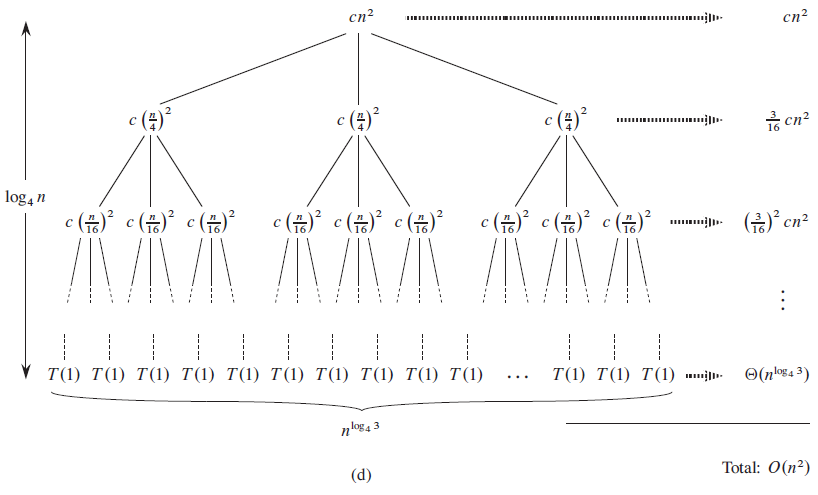 cn² cn²
c (n/4)² c (n/4)² c (n/4)² 3/16 cn²
log₄ n
c (n/16)² c (n/16)² c (n/16)² c (n/16)² c (n/16)² c (n/16)² c (n/16)² c (n/16)² c (n/16)² (3/16)² cn²
⋮
T(1) T(1) T(1) T(1) T(1) T(1) T(1) T(1) T(1) T(1) … T(1) T(1) T(1) Θ(n^{log₄ 3})
n^{log₄ 3}
(d) Total: O(n²)